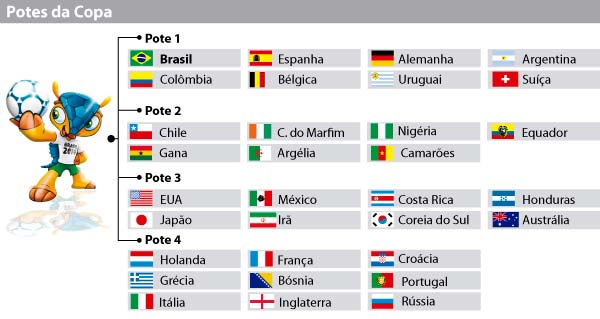 Potes da Copa
Pote 1
Brasil Espanha Alemanha Argentina
Colômbia Bélgica Uruguai Suíça
Pote 2
Chile C. do Marfim Nigéria Equador
Gana Argélia Camarões
Pote 3
EUA México Costa Rica Honduras
Japão Irã Coreia do Sul Austrália
Pote 4
Holanda França Croácia
Grécia Bósnia Portugal
Itália Inglaterra Rússia